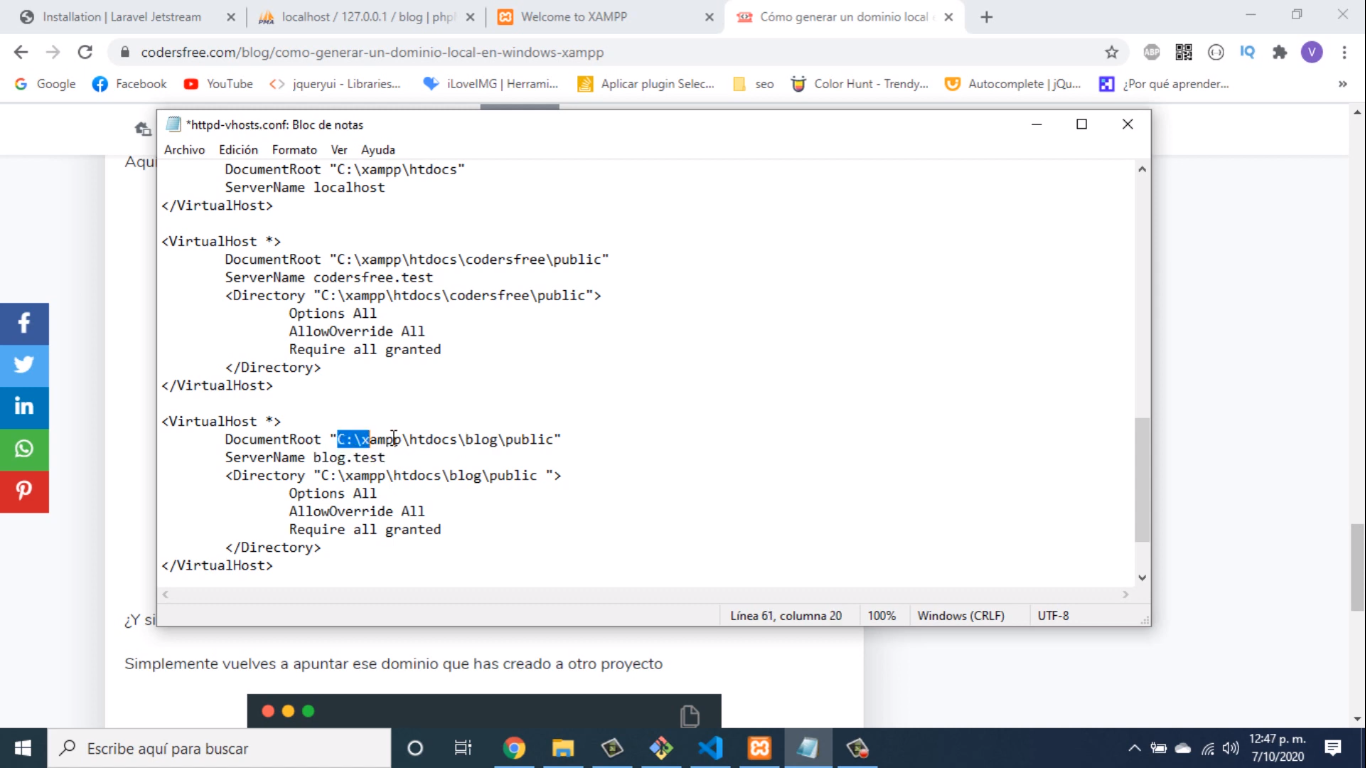 Installation | Laravel Jetstream
localhost / 127.0.0.1 / blog | php
Welcome to XAMPP
Cómo generar un dominio local
codersfree.com/blog/como-generar-un-dominio-local-en-windows-xampp
ABP
IQ
V
Google
Facebook
YouTube
jqueryui - Libraries...
iLoveIMG | Herrami...
Aplicar plugin Selec...
seo
Color Hunt - Trendy...
Autocomplete | jQu...
¿Por qué aprender...
»
Aquí
*httpd-vhosts.conf: Bloc de notas
Archivo Edición Formato Ver Ayuda
DocumentRoot "C:\xampp\htdocs"
ServerName localhost
</VirtualHost>
<VirtualHost *>
DocumentRoot "C:\xampp\htdocs\codersfree\public"
ServerName codersfree.test
<Directory "C:\xampp\htdocs\codersfree\public">
Options All
AllowOverride All
Require all granted
</Directory>
</VirtualHost>
<VirtualHost *>
DocumentRoot "C:\xampp\htdocs\blog\public"
ServerName blog.test
<Directory "C:\xampp\htdocs\blog\public ">
Options All
AllowOverride All
Require all granted
</Directory>
</VirtualHost>
Línea 61, columna 20
100%
Windows (CRLF)
UTF-8
¿Y si
Simplemente vuelves a apuntar ese dominio que has creado a otro proyecto
Escribe aquí para buscar
12:47 p. m.
7/10/2020